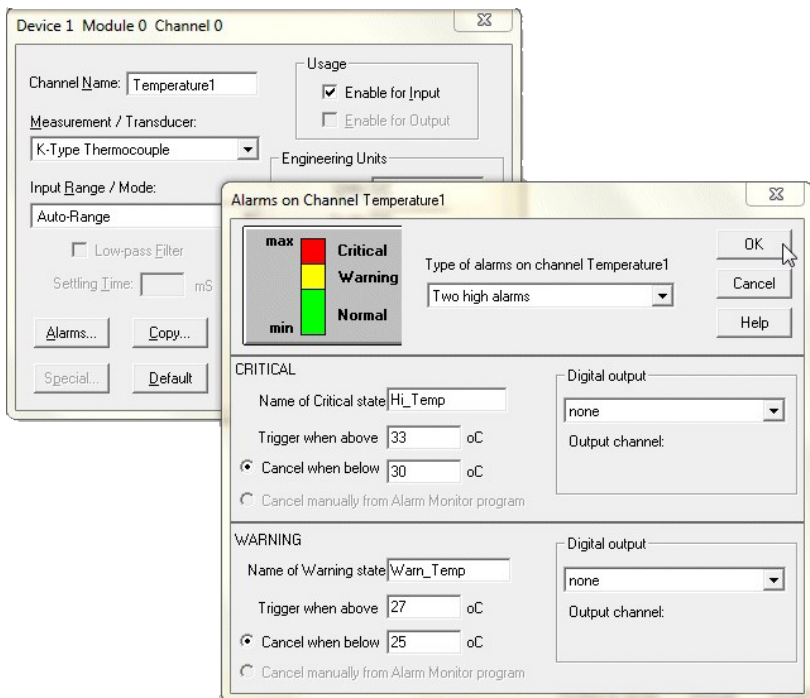 Device 1 Module 0 Channel 0
Channel Name: Temperature1
Measurement / Transducer:
K-Type Thermocouple
Input Range / Mode:
Auto-Range
Low-pass Filter
Settling Time: mS
Alarms... Copy...
Special... Default
Usage
Enable for Input
Enable for Output
Engineering Units
Alarms on Channel Temperature1
max
Critical
Warning
Normal
min
Type of alarms on channel Temperature1
Two high alarms
OK
Cancel
Help
CRITICAL
Name of Critical state Hi_Temp
Trigger when above 33 oC
Cancel when below 30 oC
Cancel manually from Alarm Monitor program
Digital output
none
Output channel:
WARNING
Name of Warning state Warn_Temp
Trigger when above 27 oC
Cancel when below 25 oC
Cancel manually from Alarm Monitor program
Digital output
none
Output channel: